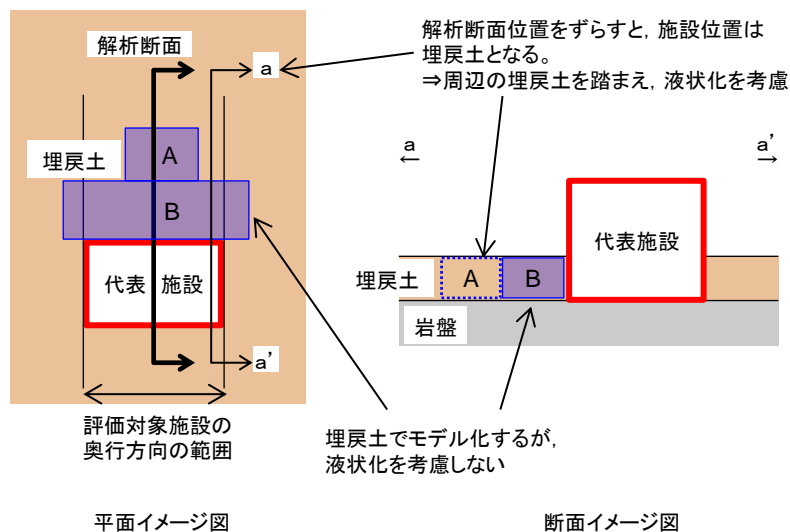 解析断面
a
埋戻土
A
B
代表 施設
a’
評価対象施設の
奥行方向の範囲
平面イメージ図
解析断面位置をずらすと，施設位置は
埋戻土となる。
⇒周辺の埋戻土を踏まえ，液状化を考慮
a
a’
代表施設
埋戻土
A
B
岩盤
埋戻土でモデル化するが，
液状化を考慮しない
断面イメージ図